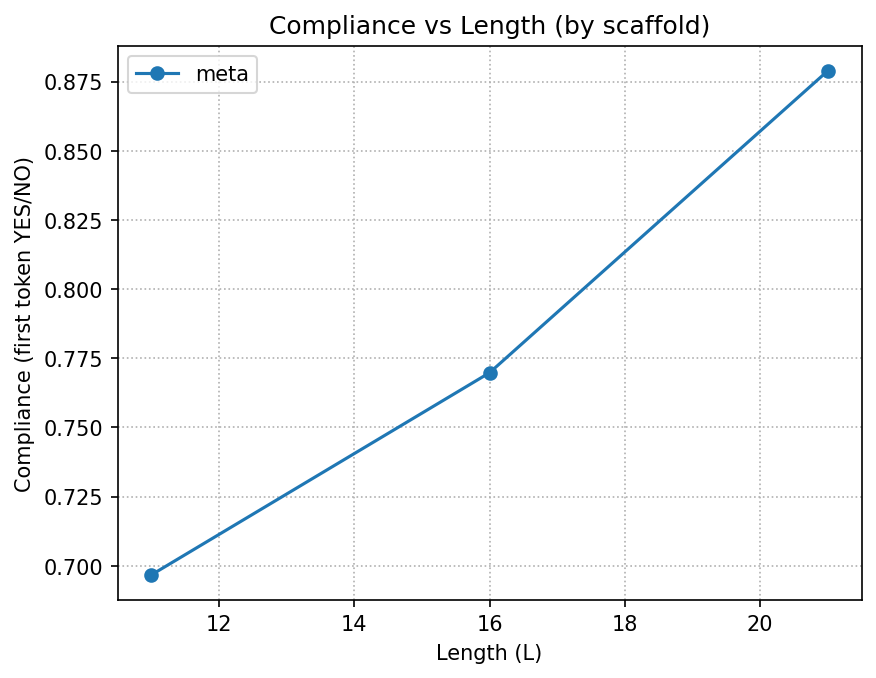 Compliance vs Length (by scaffold)
meta
Compliance (first token YES/NO)
0.875
0.850
0.825
0.800
0.775
0.750
0.725
0.700
12 14 16 18 20
Length (L)